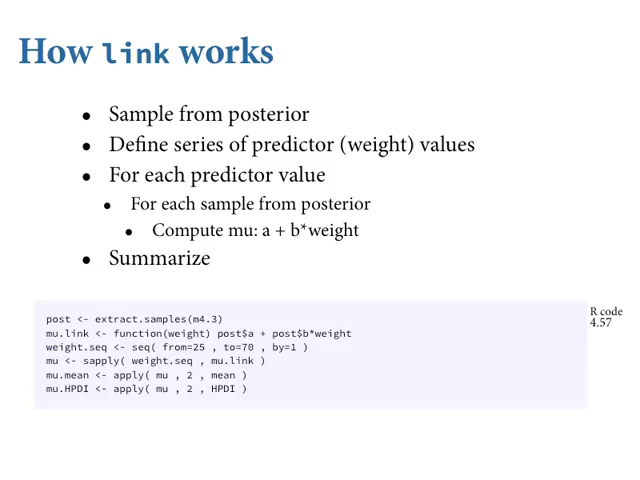 How link works
• Sample from posterior
• Define series of predictor (weight) values
• For each predictor value
• For each sample from posterior
• Compute mu: a + b*weight
• Summarize
R code
4.57
post <- extract.samples(m4.3)
mu.link <- function(weight) post$a + post$b*weight
weight.seq <- seq( from=25 , to=70 , by=1 )
mu <- sapply( weight.seq , mu.link )
mu.mean <- apply( mu , 2 , mean )
mu.HPDI <- apply( mu , 2 , HPDI )